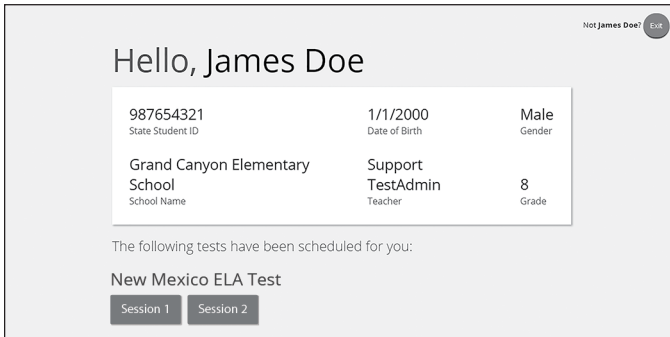 Not James Doe? Exit
Hello, James Doe
987654321 1/1/2000 Male
State Student ID Date of Birth Gender
Grand Canyon Elementary Support
School TestAdmin 8
School Name Teacher Grade
The following tests have been scheduled for you:
New Mexico ELA Test
Session 1 Session 2